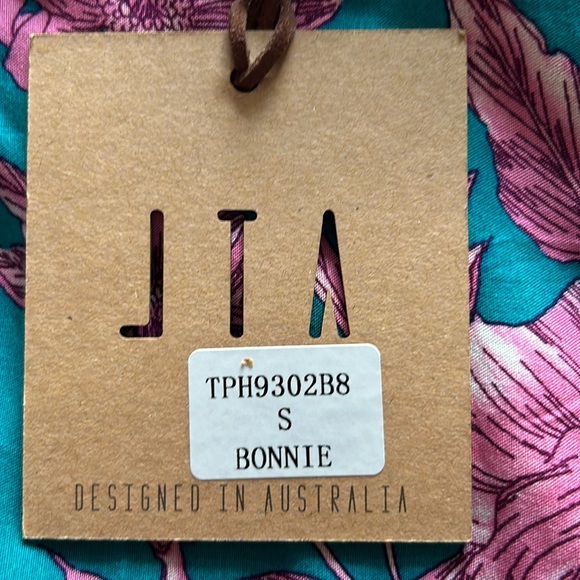 JTA
TPH9302B8
S
BONNIE
DESIGNED IN AUSTRALIA